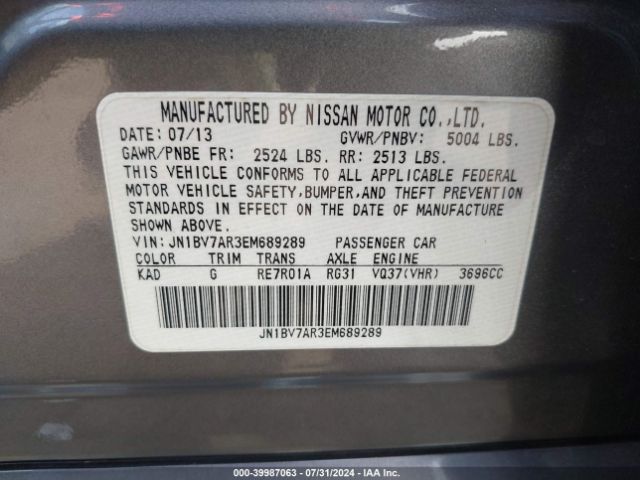 MANUFACTURED BY NISSAN MOTOR CO.,LTD.
DATE: 07/13 GVWR/PNBV: 5004 LBS.
GAWR/PNBE FR: 2524 LBS. RR: 2513 LBS.
THIS VEHICLE CONFORMS TO ALL APPLICABLE FEDERAL
MOTOR VEHICLE SAFETY,BUMPER,AND THEFT PREVENTION
STANDARDS IN EFFECT ON THE DATE OF MANUFACTURE
SHOWN ABOVE.
VIN: JN1BV7AR3EM689289 PASSENGER CAR
COLOR TRIM TRANS AXLE ENGINE
KAD G RE7R01A RG31 VQ37(VHR) 3696CC
JN1BV7AR3EM689289
000-39987063 | 07/31/2024 - IAA Inc.